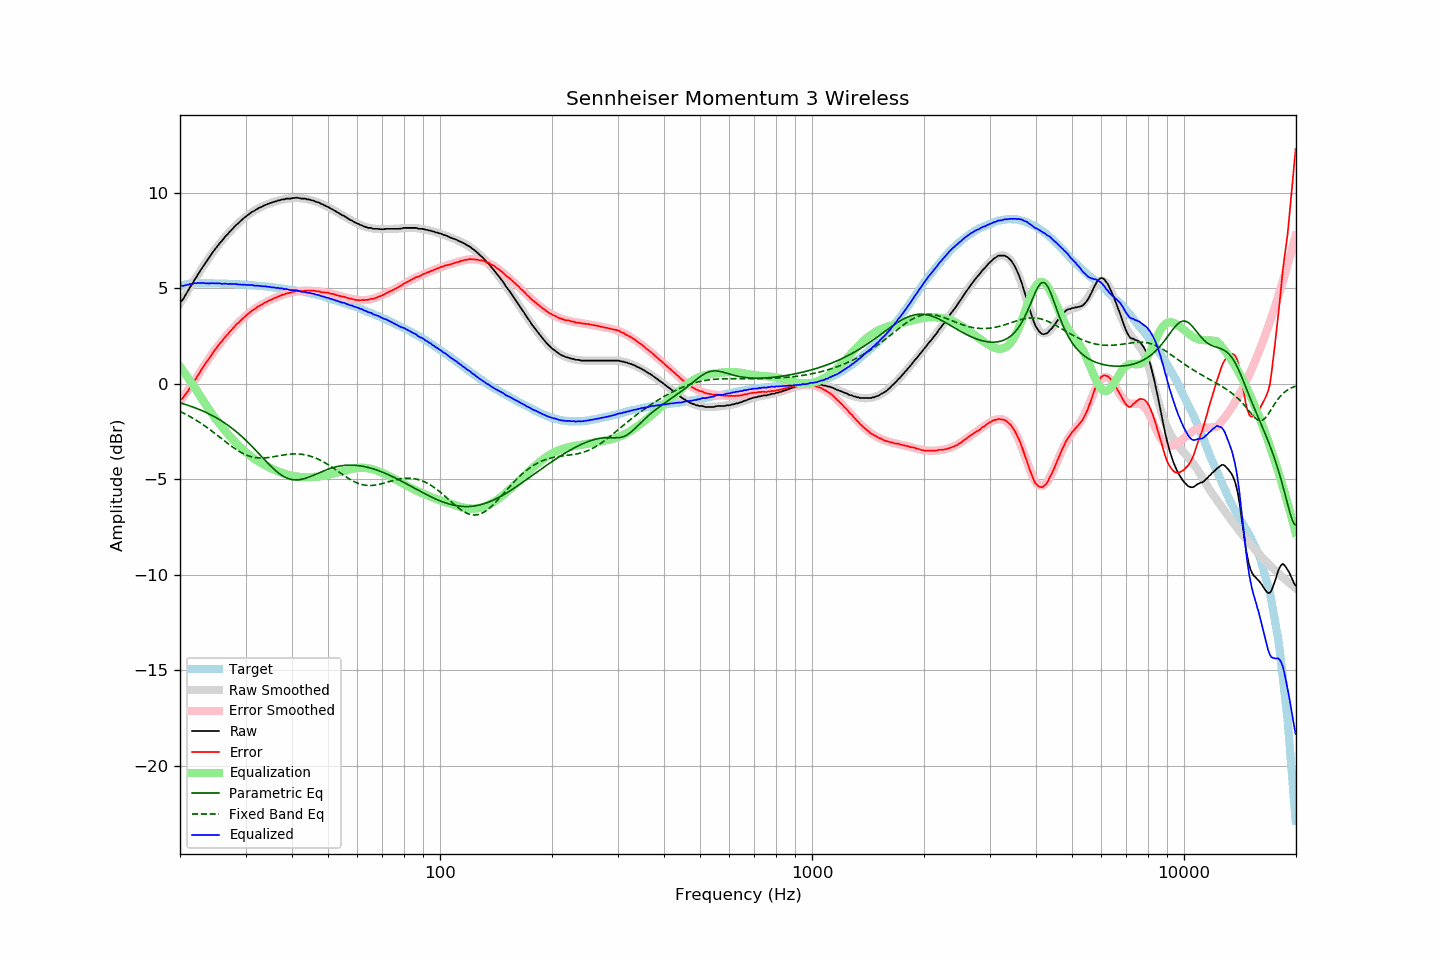 Sennheiser Momentum 3 Wireless
Amplitude (dBr)
10
5
0
−5
−10
−15
−20
Target
Raw Smoothed
Error Smoothed
Raw
Error
Equalization
Parametric Eq
Fixed Band Eq
Equalized
100 1000 10000
Frequency (Hz)